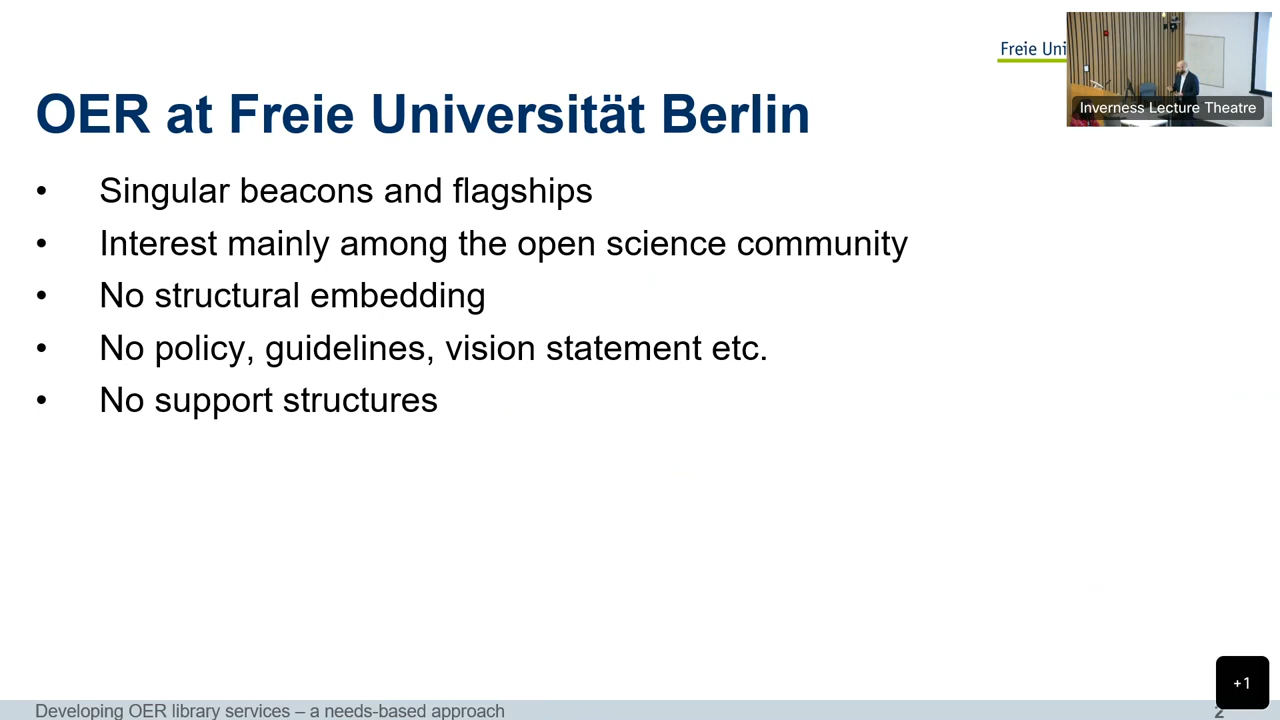 Freie Uni
Inverness Lecture Theatre
OER at Freie Universität Berlin
• Singular beacons and flagships
• Interest mainly among the open science community
• No structural embedding
• No policy, guidelines, vision statement etc.
• No support structures
+1
Developing OER library services – a needs-based approach
2